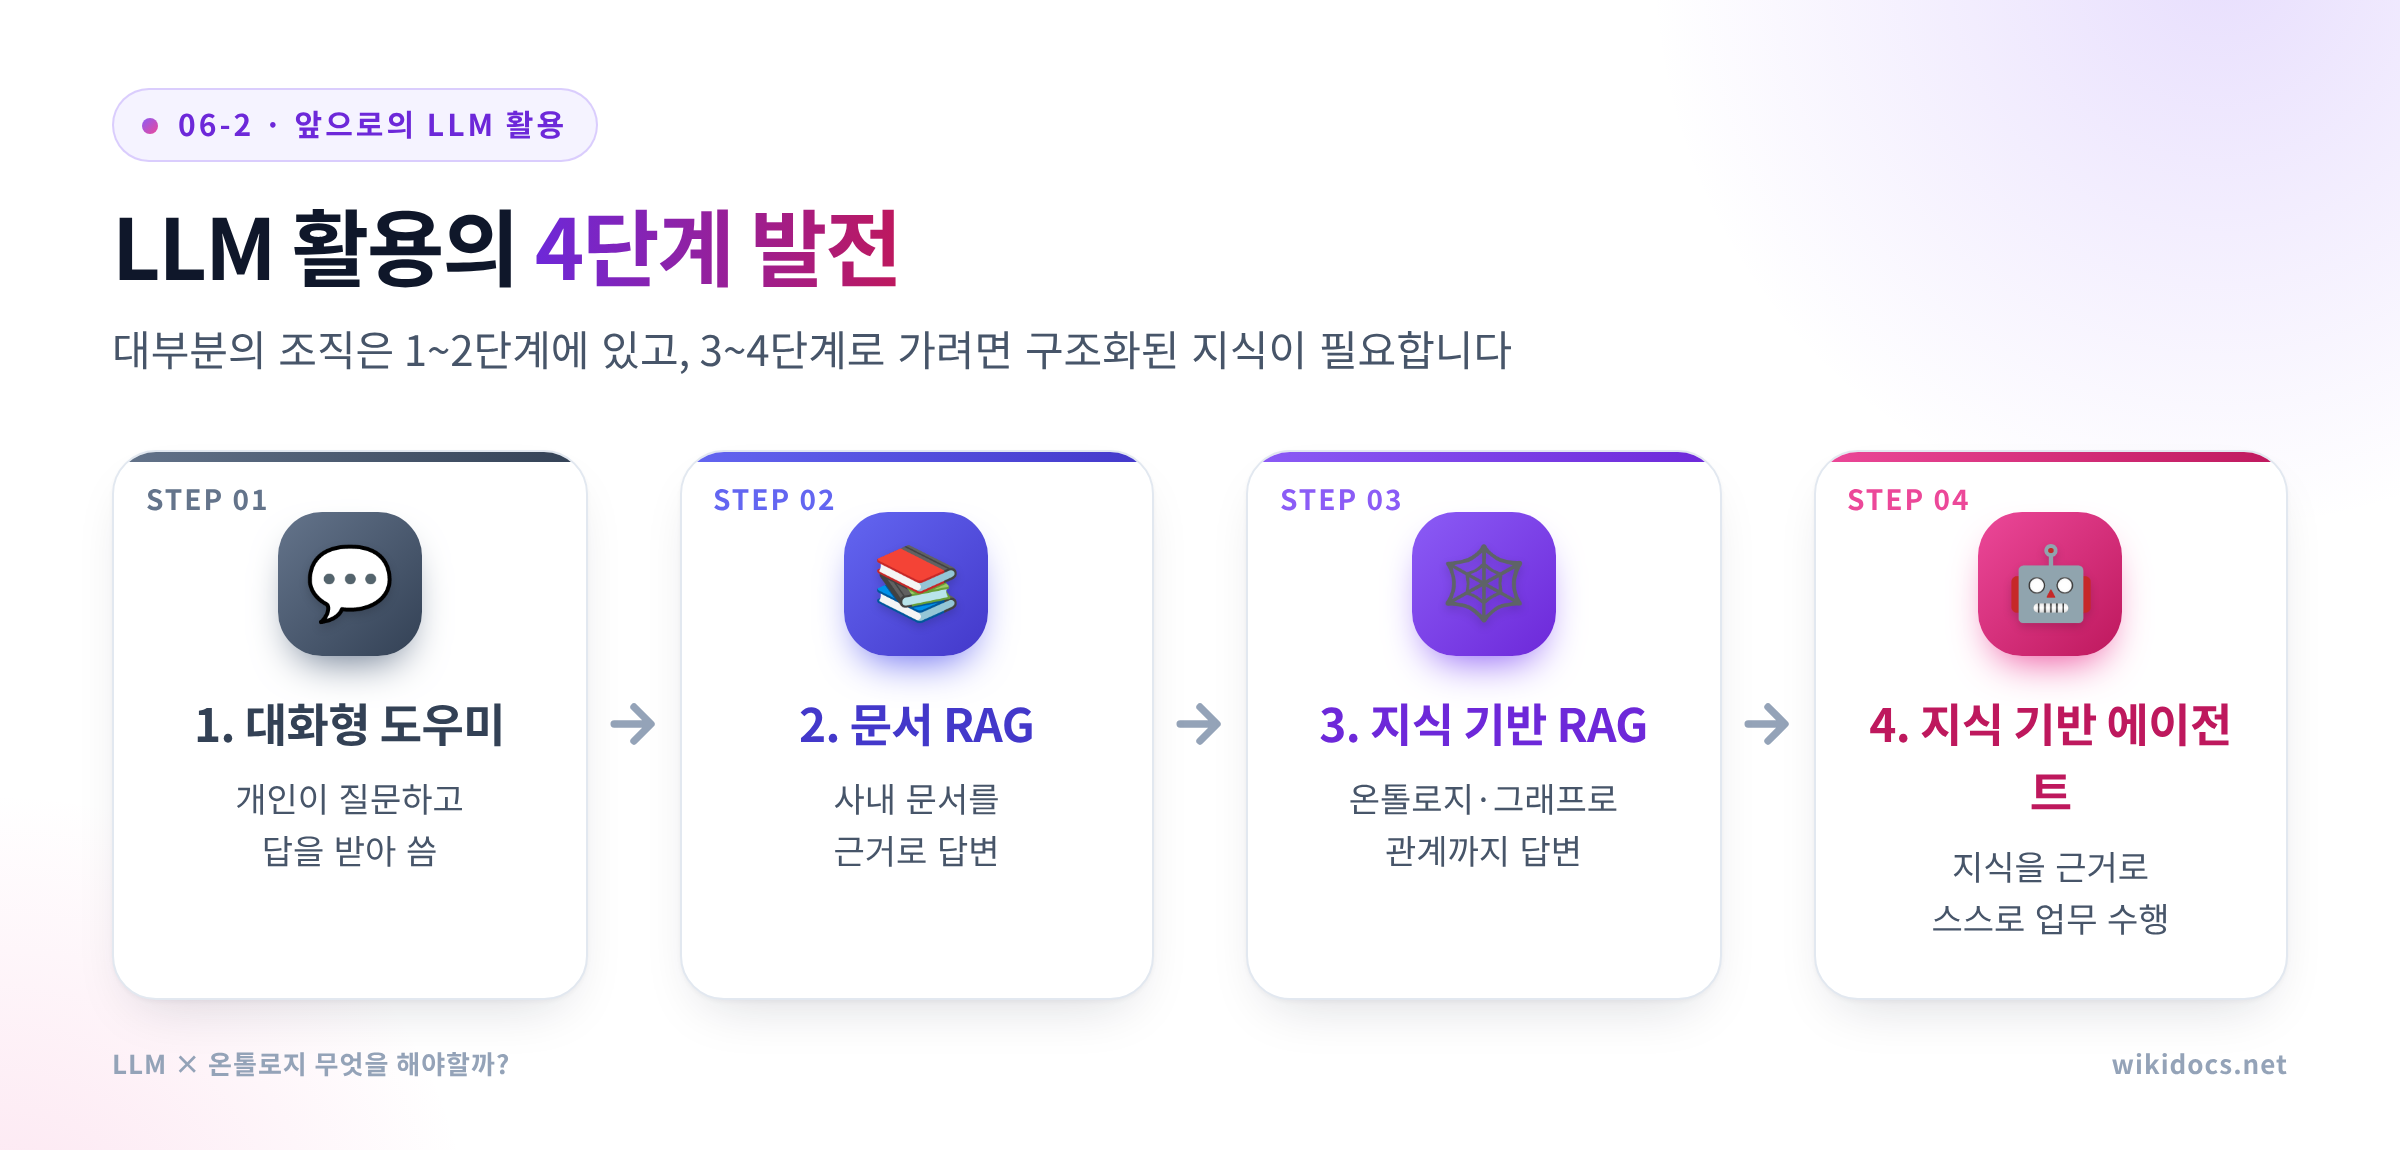 06-2 · 앞으로의 LLM 활용
LLM 활용의 4단계 발전
대부분의 조직은 1~2단계에 있고, 3~4단계로 가려면 구조화된 지식이 필요합니다
STEP 01
1. 대화형 도우미
개인이 질문하고
답을 받아 씀
STEP 02
2. 문서 RAG
사내 문서를
근거로 답변
STEP 03
3. 지식 기반 RAG
온톨로지·그래프로
관계까지 답변
STEP 04
4. 지식 기반 에이전
트
지식을 근거로
스스로 업무 수행
LLM × 온톨로지 무엇을 해야할까?
wikidocs.net